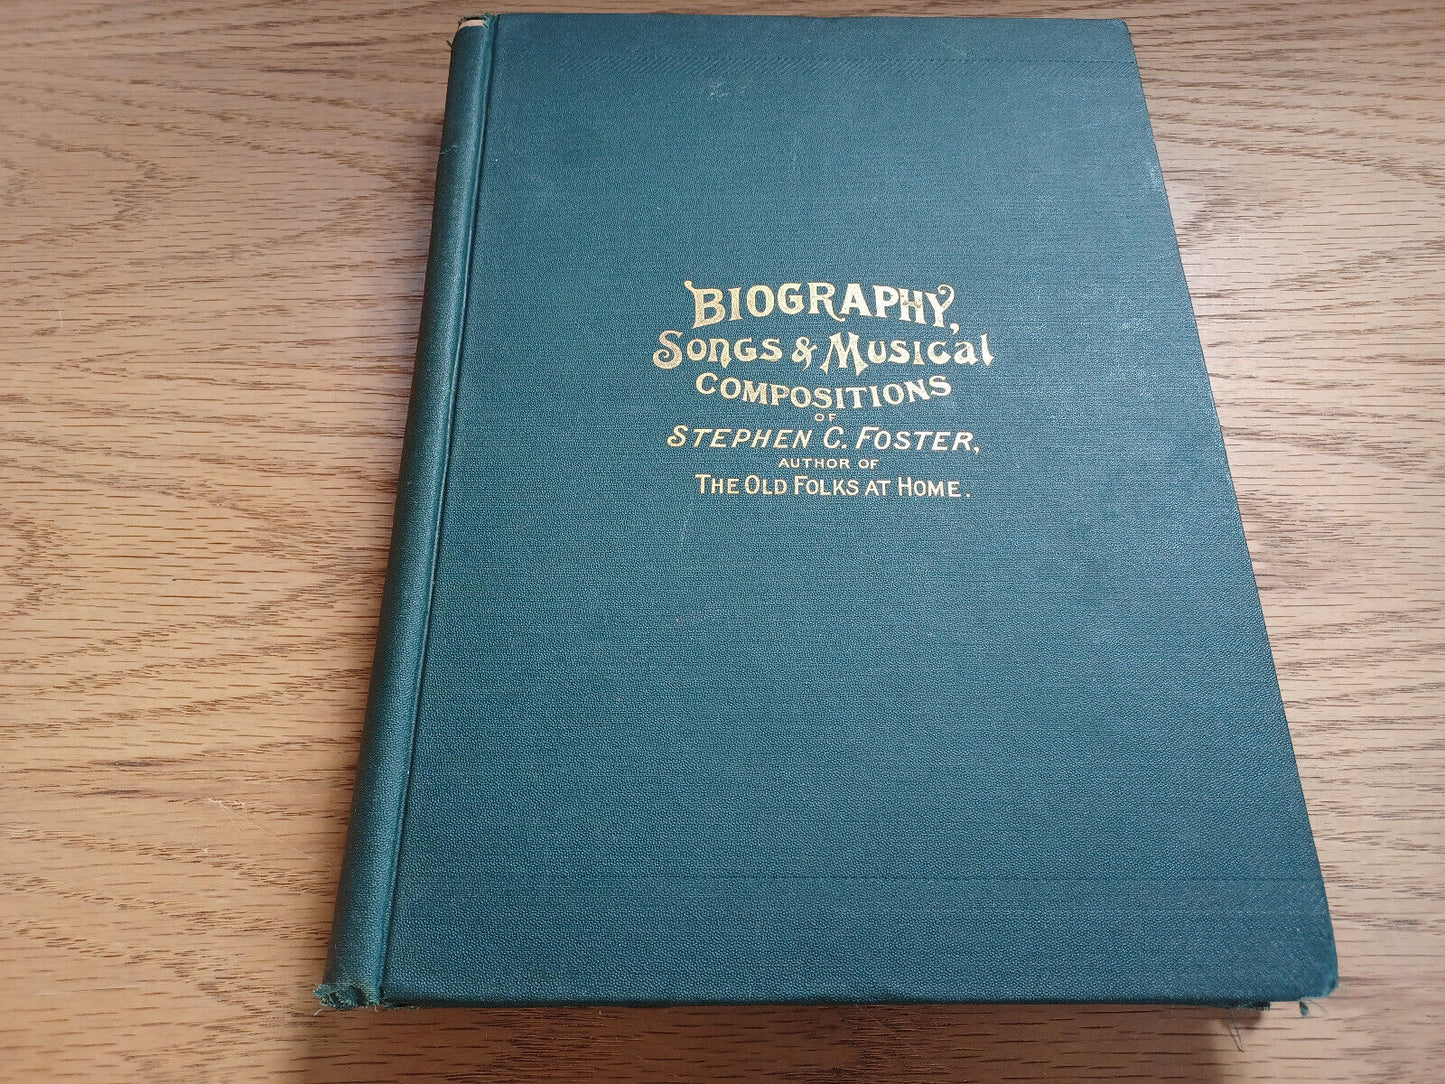 BIOGRAPHY,
SONGS & MUSICAL
COMPOSITIONS
OF
STEPHEN C. FOSTER,
AUTHOR OF
THE OLD FOLKS AT HOME.